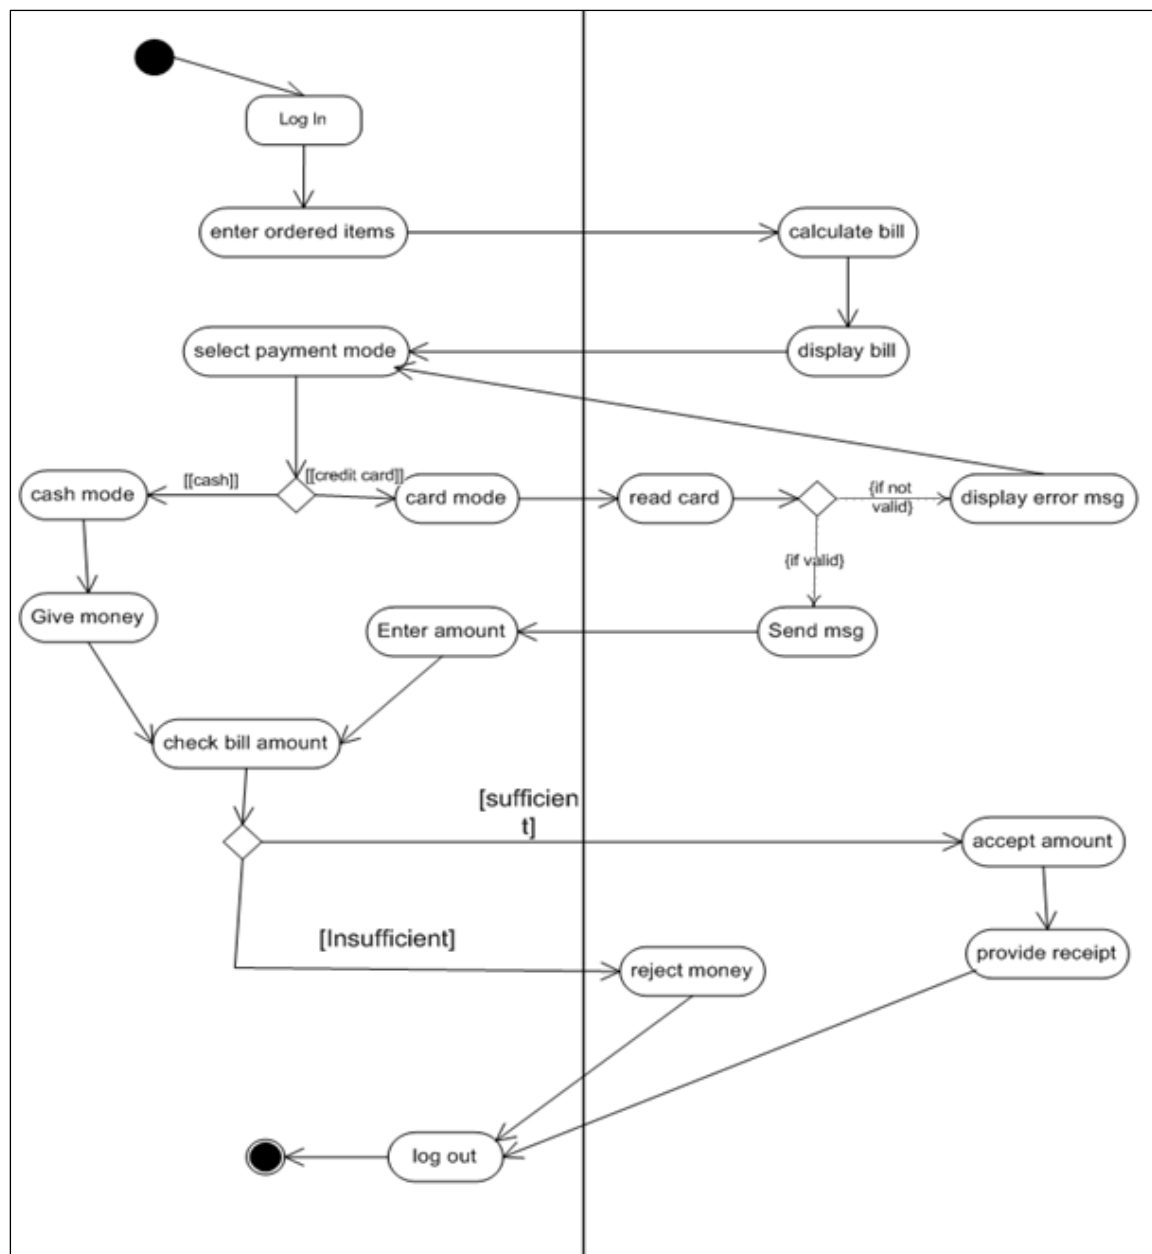 Log In
enter ordered items
calculate bill
select payment mode
display bill
[[cash]]
[[credit card]]
cash mode
card mode
read card
{if not
valid}
display error msg
{if valid}
Give money
Enter amount
Send msg
check bill amount
[sufficien
t]
accept amount
[Insufficient]
provide receipt
reject money
log out